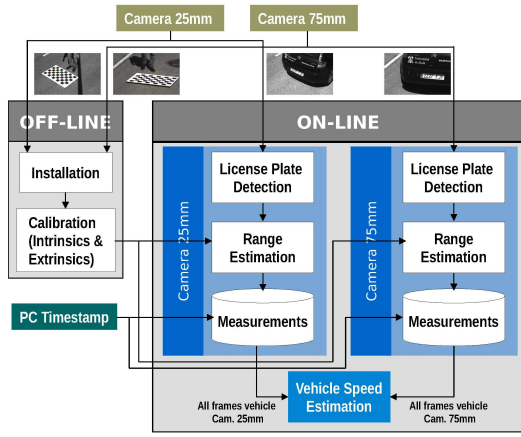 Camera 25mm
Camera 75mm
OFF-LINE
ON-LINE
Installation
Calibration
(Intrinsics &
Extrinsics)
PC Timestamp
Camera 25mm
License Plate
Detection
Range
Estimation
Measurements
Camera 75mm
License Plate
Detection
Range
Estimation
Measurements
Vehicle Speed
Estimation
All frames vehicle
Cam. 25mm
All frames vehicle
Cam. 75mm